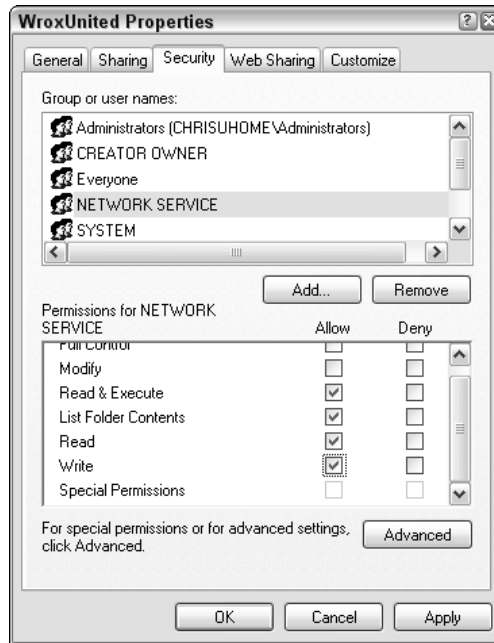 WroxUnited Properties
General Sharing Security Web Sharing Customize
Group or user names:
Administrators (CHRISUHOME\Administrators)
CREATOR OWNER
Everyone
NETWORK SERVICE
SYSTEM
Add... Remove
Permissions for NETWORK
SERVICE Allow Deny
Full Control
Modify
Read & Execute
List Folder Contents
Read
Write
Special Permissions
For special permissions or for advanced settings,
click Advanced. Advanced
OK Cancel Apply